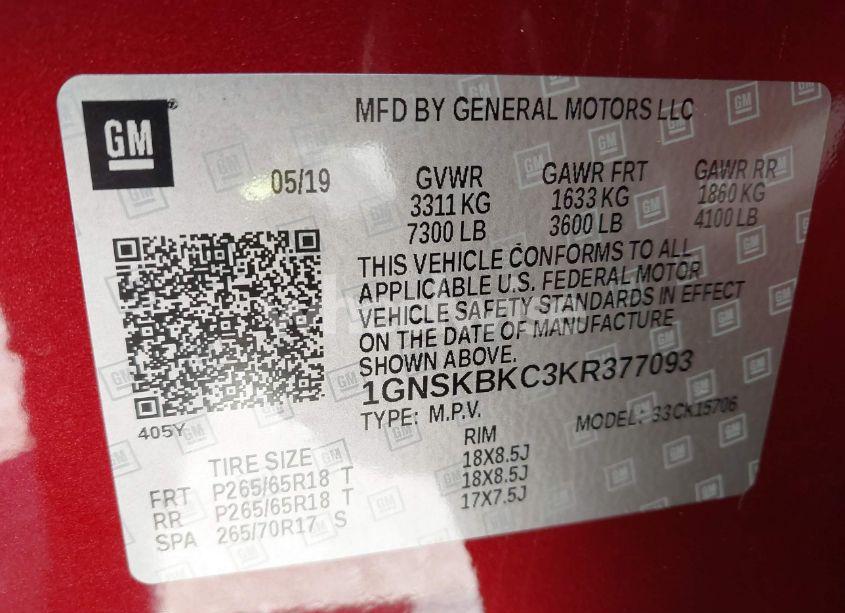 GM
MFD BY GENERAL MOTORS LLC
05/19
GVWR GAWR FRT GAWR RR
3311 KG 1633 KG 1860 KG
7300 LB 3600 LB 4100 LB
THIS VEHICLE CONFORMS TO ALL
APPLICABLE U.S. FEDERAL MOTOR
VEHICLE SAFETY STANDARDS IN EFFECT
ON THE DATE OF MANUFACTURE
SHOWN ABOVE.
1GNSKBKC3KR377093
TYPE: M.P.V. MODEL: 33CK15706
405Y
TIRE SIZE RIM
FRT P265/65R18 T 18X8.5J
RR P265/65R18 T 18X8.5J
SPA 265/70R17 S 17X7.5J